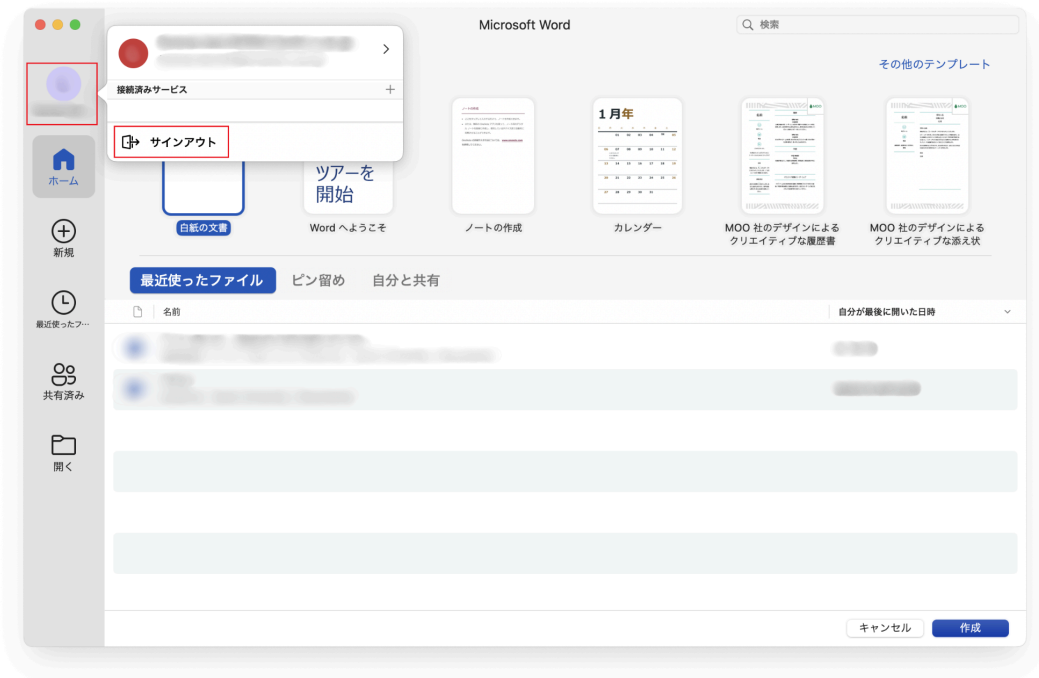 Microsoft Word
検索
接続済みサービス
サインアウト
その他のテンプレート
ホーム
新規
最近使ったフ…
共有済み
開く
ツアーを
開始
1 月年
白紙の文書
Word へようこそ
ノートの作成
カレンダー
MOO 社のデザインによる
クリエイティブな履歴書
MOO 社のデザインによる
クリエイティブな添え状
最近使ったファイル
ピン留め
自分と共有
名前
自分が最後に開いた日時
キャンセル
作成